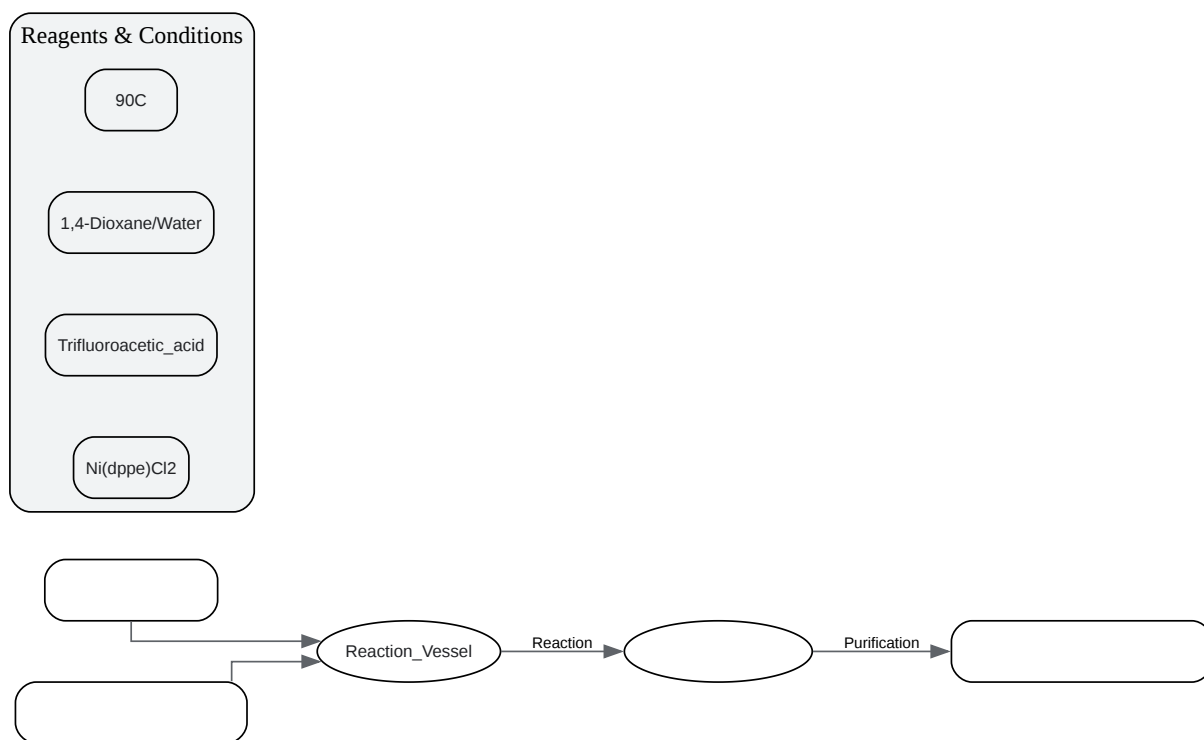 Reagents & Conditions
90C
1,4-Dioxane/Water
Trifluoroacetic_acid
Ni(dppe)Cl2
Reaction_Vessel
Reaction
Purification